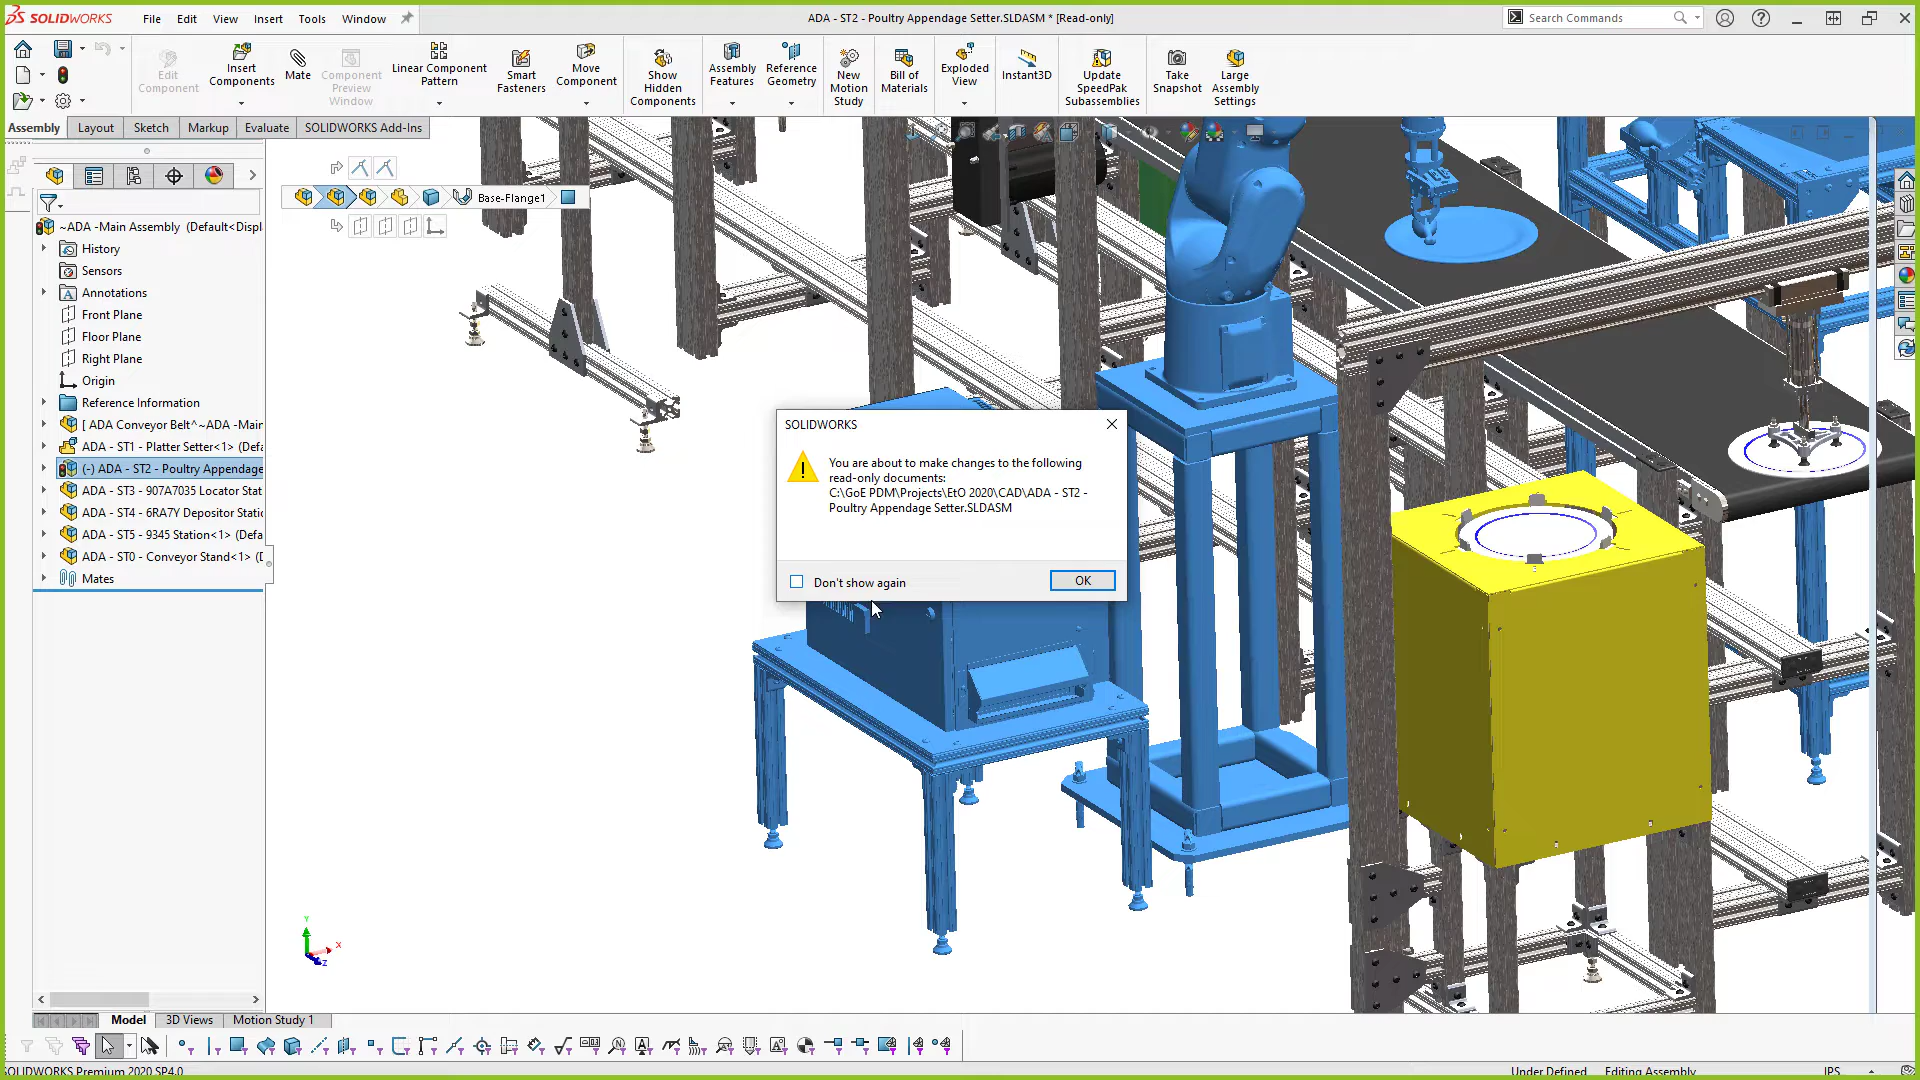 SOLIDWORKS
File Edit View Insert Tools Window
ADA - ST2 - Poultry Appendage Setter.SLDASM * [Read-only]
Search Commands
Edit Component
Insert Components
Mate
Component Preview Window
Linear Component Pattern
Smart Fasteners
Move Component
Show Hidden Components
Assembly Features
Reference Geometry
New Motion Study
Bill of Materials
Exploded View
Instant3D
Update SpeedPak Subassemblies
Take Snapshot
Large Assembly Settings
Assembly Layout Sketch Markup Evaluate SOLIDWORKS Add-Ins
Base-Flange1
~ADA -Main Assembly (Default<Displ
History
Sensors
Annotations
Front Plane
Floor Plane
Right Plane
Origin
Reference Information
[ ADA Conveyor Belt^~ADA -Main
ADA - ST1 - Platter Setter<1> (Defa
(-) ADA - ST2 - Poultry Appendage
ADA - ST3 - 907A7035 Locator Stat
ADA - ST4 - 6RA7Y Depositor Static
ADA - ST5 - 9345 Station<1> (Defa
ADA - ST0 - Conveyor Stand<1> (D
Mates
SOLIDWORKS
You are about to make changes to the following
read-only documents:
C:\GoE PDM\Projects\EtO 2020\CAD\ADA - ST2 -
Poultry Appendage Setter.SLDASM
Don't show again
OK
Y
X
Z
Model 3D Views Motion Study 1
SOLIDWORKS Premium 2020 SP4.0
Under Defined Editing Assembly IPS